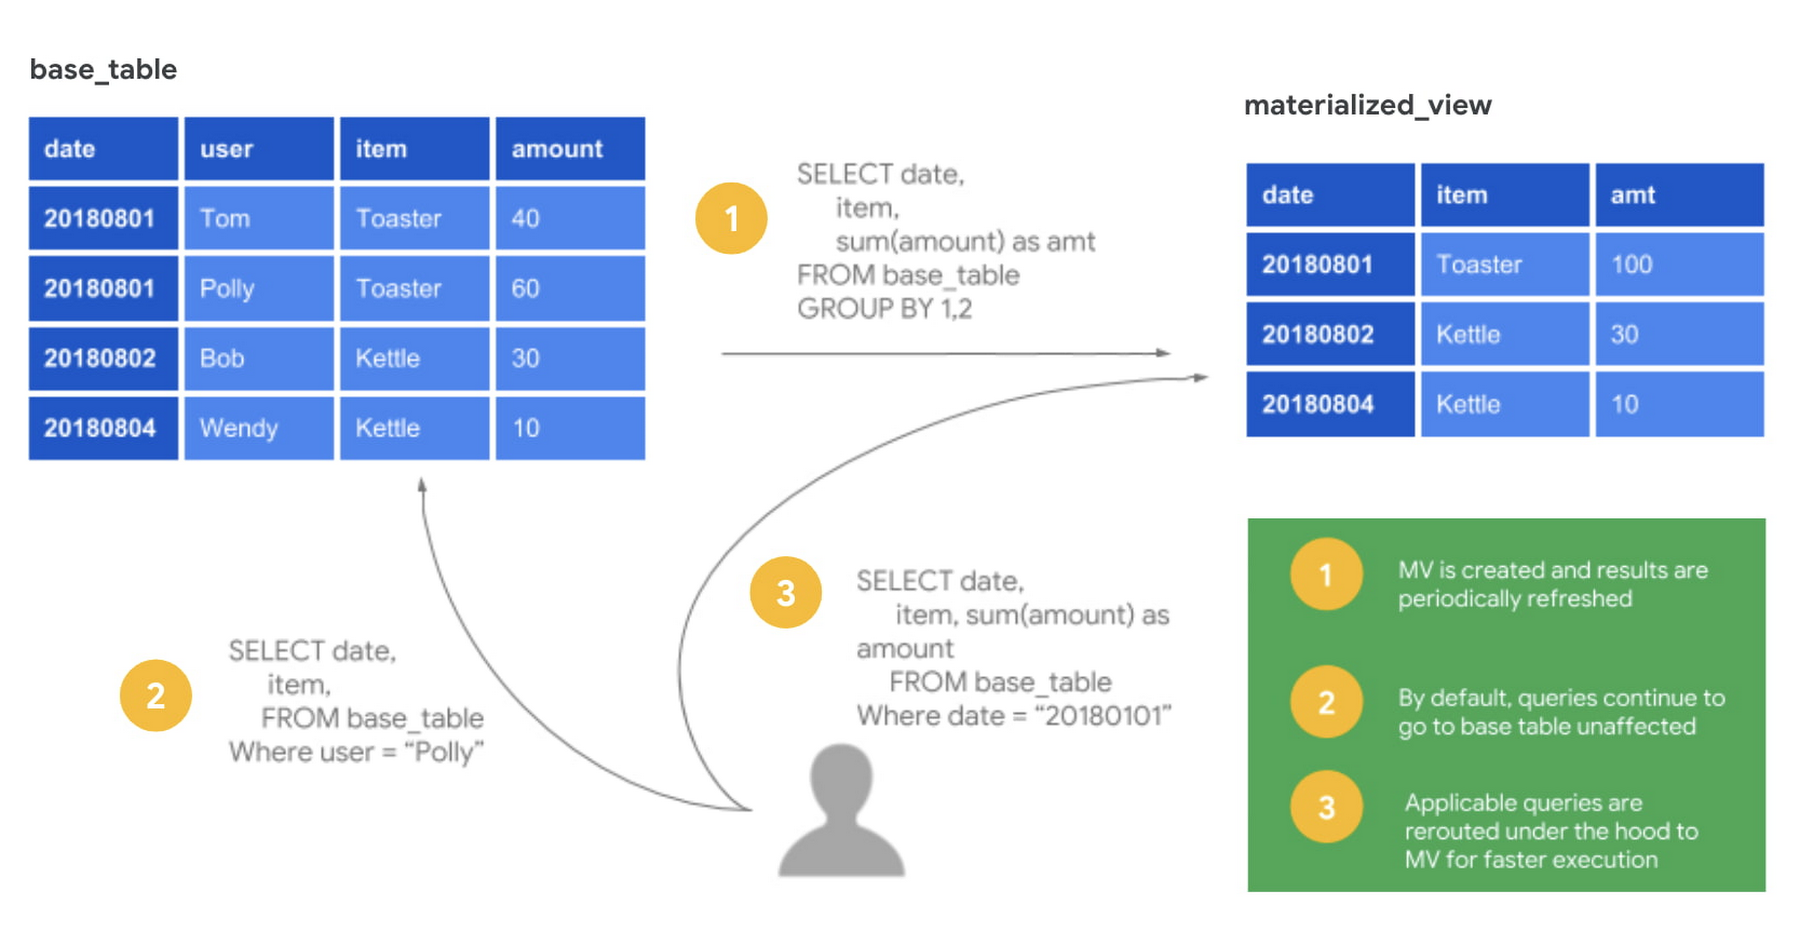 base_table
date user item amount
20180801 Tom Toaster 40
20180801 Polly Toaster 60
20180802 Bob Kettle 30
20180804 Wendy Kettle 10
1
SELECT date,
item,
sum(amount) as amt
FROM base_table
GROUP BY 1,2
materialized_view
date item amt
20180801 Toaster 100
20180802 Kettle 30
20180804 Kettle 10
2
SELECT date,
item,
FROM base_table
Where user = “Polly”
3
SELECT date,
item, sum(amount) as
amount
FROM base_table
Where date = “20180101”
1
MV is created and results are
periodically refreshed
2
By default, queries continue to
go to base table unaffected
3
Applicable queries are
rerouted under the hood to
MV for faster execution